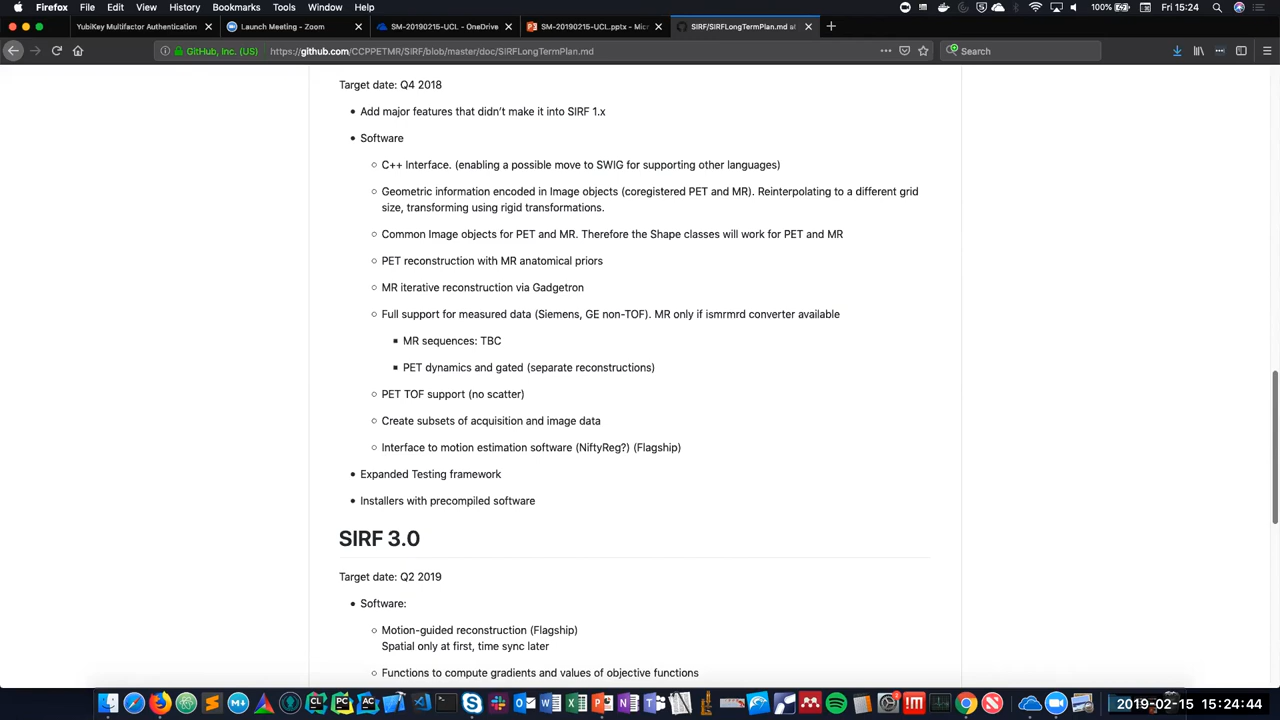 Firefox File Edit View History Bookmarks Tools Window Help 100% Fri 15:24
YubiKey Multifactor Authentication Launch Meeting - Zoom SM-20190215-UCL - OneDrive SM-20190215-UCL.pptx - Mic SIRF/SIRFLongTermPlan.md at
GitHub, Inc. (US) https://github.com/CCPPETMR/SIRF/blob/master/doc/SIRFLongTermPlan.md Search
Target date: Q4 2018
Add major features that didn't make it into SIRF 1.x
Software
C++ Interface. (enabling a possible move to SWIG for supporting other languages)
Geometric information encoded in Image objects (coregistered PET and MR). Reinterpolating to a different grid
size, transforming using rigid transformations.
Common Image objects for PET and MR. Therefore the Shape classes will work for PET and MR
PET reconstruction with MR anatomical priors
MR iterative reconstruction via Gadgetron
Full support for measured data (Siemens, GE non-TOF). MR only if ismrmrd converter available
MR sequences: TBC
PET dynamics and gated (separate reconstructions)
PET TOF support (no scatter)
Create subsets of acquisition and image data
Interface to motion estimation software (NiftyReg?) (Flagship)
Expanded Testing framework
Installers with precompiled software
SIRF 3.0
Target date: Q2 2019
Software:
Motion-guided reconstruction (Flagship)
Spatial only at first, time sync later
Functions to compute gradients and values of objective functions
2019-02-15 15:24:44